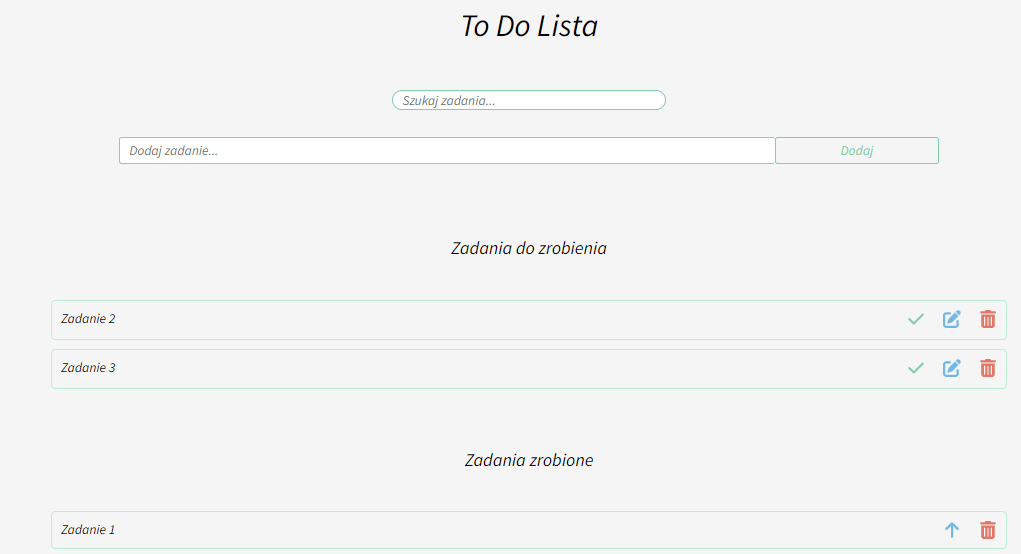 To Do Lista
Szukaj zadania...
Dodaj zadanie...
Dodaj
Zadania do zrobienia
Zadanie 2
Zadanie 3
Zadania zrobione
Zadanie 1